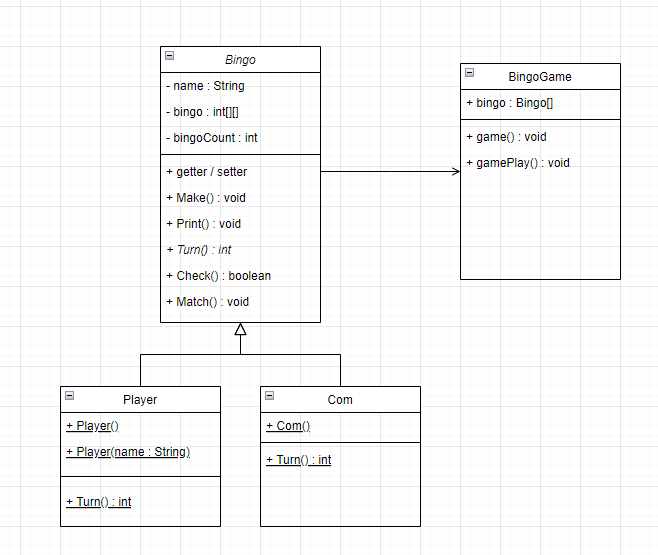 Bingo
- name : String
- bingo : int[][]
- bingoCount : int
+ getter / setter
+ Make() : void
+ Print() : void
+ Turn() : int
+ Check() : boolean
+ Match() : void
BingoGame
+ bingo : Bingo[]
+ game() : void
+ gamePlay() : void
Player
+ Player()
+ Player(name : String)
+ Turn() : int
Com
+ Com()
+ Turn() : int